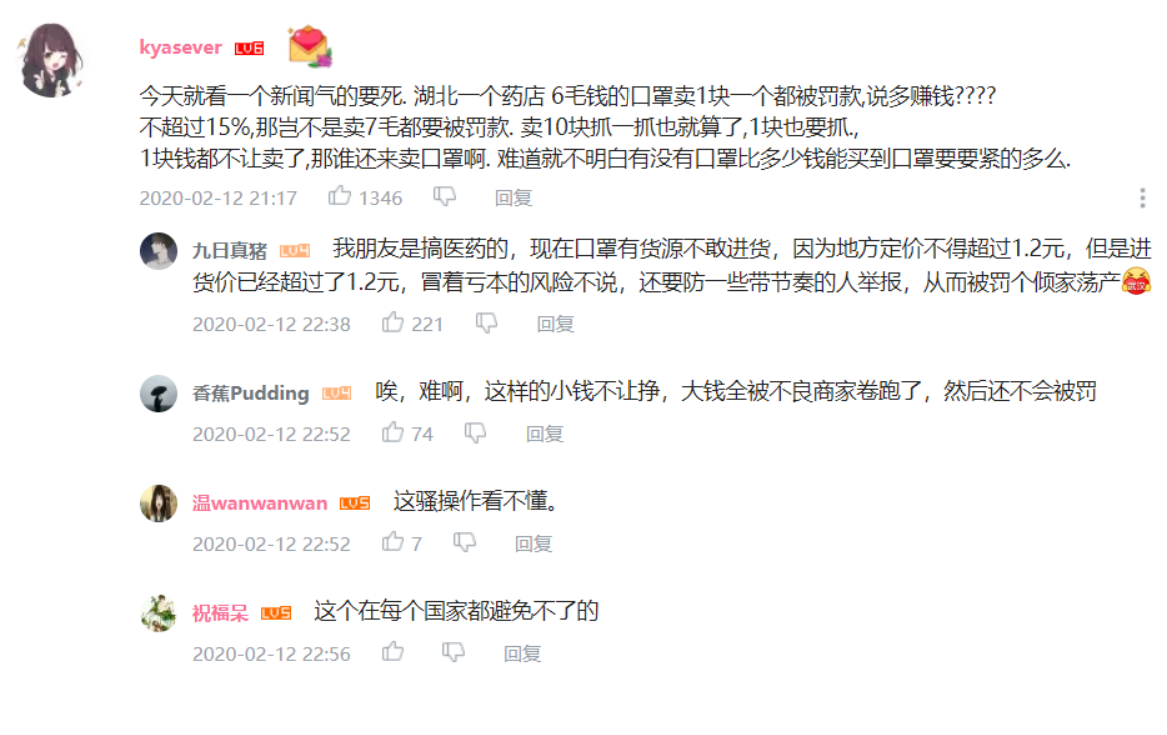 kyasever LV6
今天就看一个新闻气的要死. 湖北一个药店 6毛钱的口罩卖1块一个都被罚款,说多赚钱????
不超过15%,那岂不是卖7毛都要被罚款. 卖10块抓一抓也就算了,1块也要抓.,
1块钱都不让卖了,那谁还来卖口罩啊. 难道就不明白有没有口罩比多少钱能买到口罩要要紧的多么.
2020-02-12 21:17 1346 回复
九日真猪 LV4 我朋友是搞医药的，现在口罩有货源不敢进货，因为地方定价不得超过1.2元，但是进
货价已经超过了1.2元，冒着亏本的风险不说，还要防一些带节奏的人举报，从而被罚个倾家荡产武汉
2020-02-12 22:38 221 回复
香蕉Pudding LV4 唉，难啊，这样的小钱不让挣，大钱全被不良商家卷跑了，然后还不会被罚
2020-02-12 22:52 74 回复
温wanwanwan LV5 这骚操作看不懂。
2020-02-12 22:52 7 回复
祝福呆 LV5 这个在每个国家都避免不了的
2020-02-12 22:56 回复